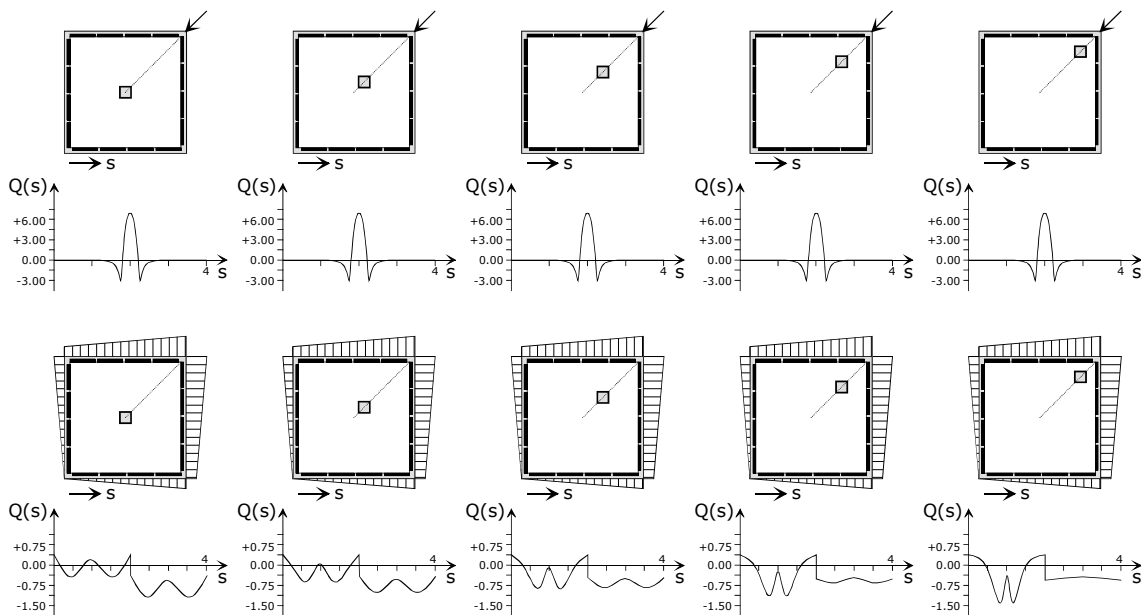 s s s s s
Q(s) Q(s) Q(s) Q(s) Q(s)
+6.00 +6.00 +6.00 +6.00 +6.00
+3.00 +3.00 +3.00 +3.00 +3.00
0.00 0.00 0.00 0.00 0.00
4 s 4 s 4 s 4 s 4 s
-3.00 -3.00 -3.00 -3.00 -3.00
s s s s s
Q(s) Q(s) Q(s) Q(s) Q(s)
+0.75 +0.75 +0.75 +0.75 +0.75
4 4 4 4 4
0.00 0.00 0.00 0.00 0.00
s s s s s
-0.75 -0.75 -0.75 -0.75 -0.75
-1.50 -1.50 -1.50 -1.50 -1.50